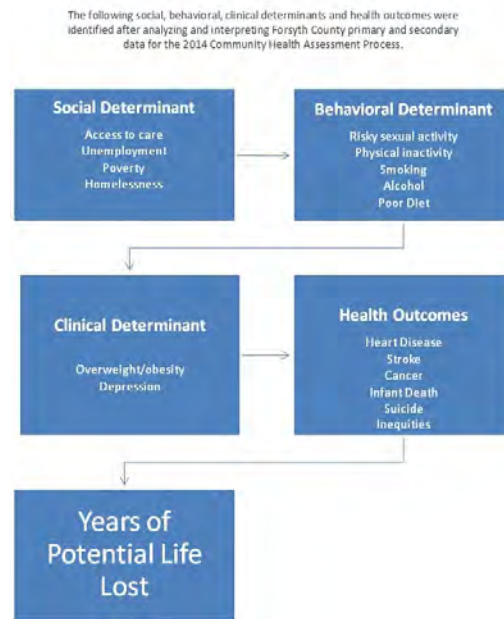 The following social, behavioral, clinical determinants and health outcomes were
identified after analyzing and interpreting Forsyth County primary and secondary
data for the 2014 Community Health Assessment Process.
Social Determinant
Access to care
Unemployment
Poverty
Homelessness
Behavioral Determinant
Risky sexual activity
Physical inactivity
Smoking
Alcohol
Poor Diet
Clinical Determinant
Overweight/obesity
Depression
Health Outcomes
Heart Disease
Stroke
Cancer
Infant Death
Suicide
Inequities
Years of
Potential Life
Lost